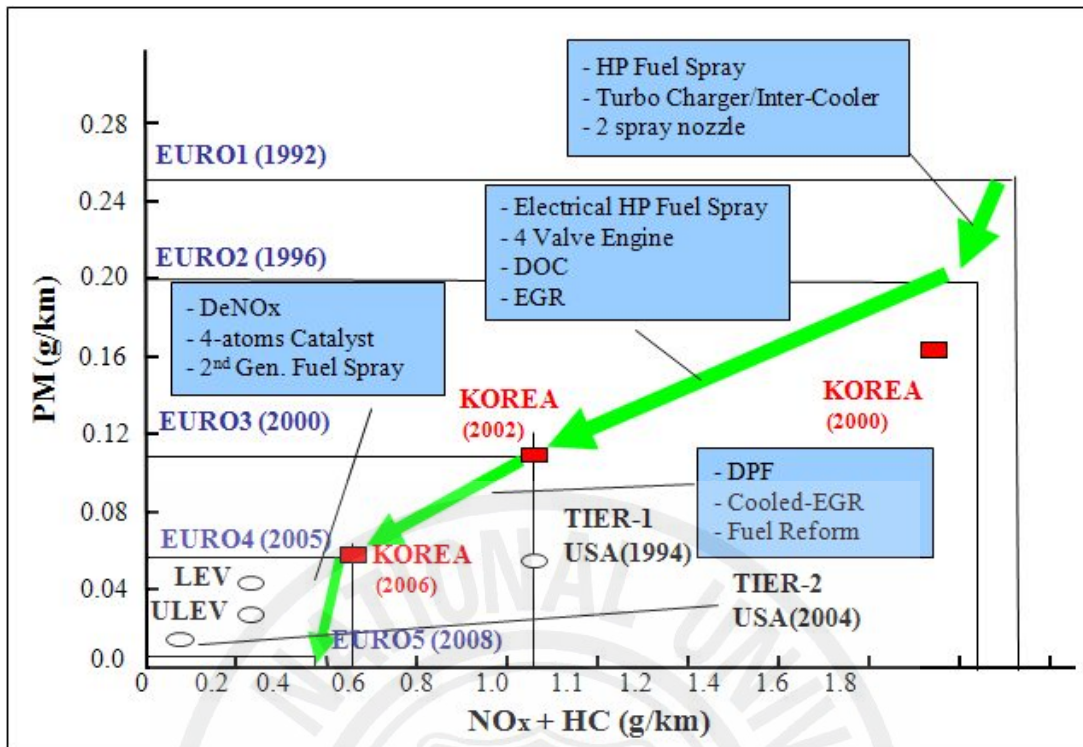 - HP Fuel Spray
- Turbo Charger/Inter-Cooler
- 2 spray nozzle
0.28
EURO1 (1992)
0.24
- Electrical HP Fuel Spray
- 4 Valve Engine
- DOC
- EGR
EURO2 (1996)
0.20
- DeNOx
- 4-atoms Catalyst
- 2nd Gen. Fuel Spray
PM (g/km)
0.16
KOREA
(2000)
KOREA
(2002)
EURO3 (2000)
0.12
- DPF
- Cooled-EGR
- Fuel Reform
0.08
TIER-1
USA(1994)
EURO4 (2005)
KOREA
(2006)
LEV
0.04
ULEV
TIER-2
USA(2004)
EURO5 (2008)
0.0
0 0.2 0.4 0.6 0.8 1.0 1.1 1.2 1.4 1.6 1.8
NOx + HC (g/km)
NATIONAL UNIV